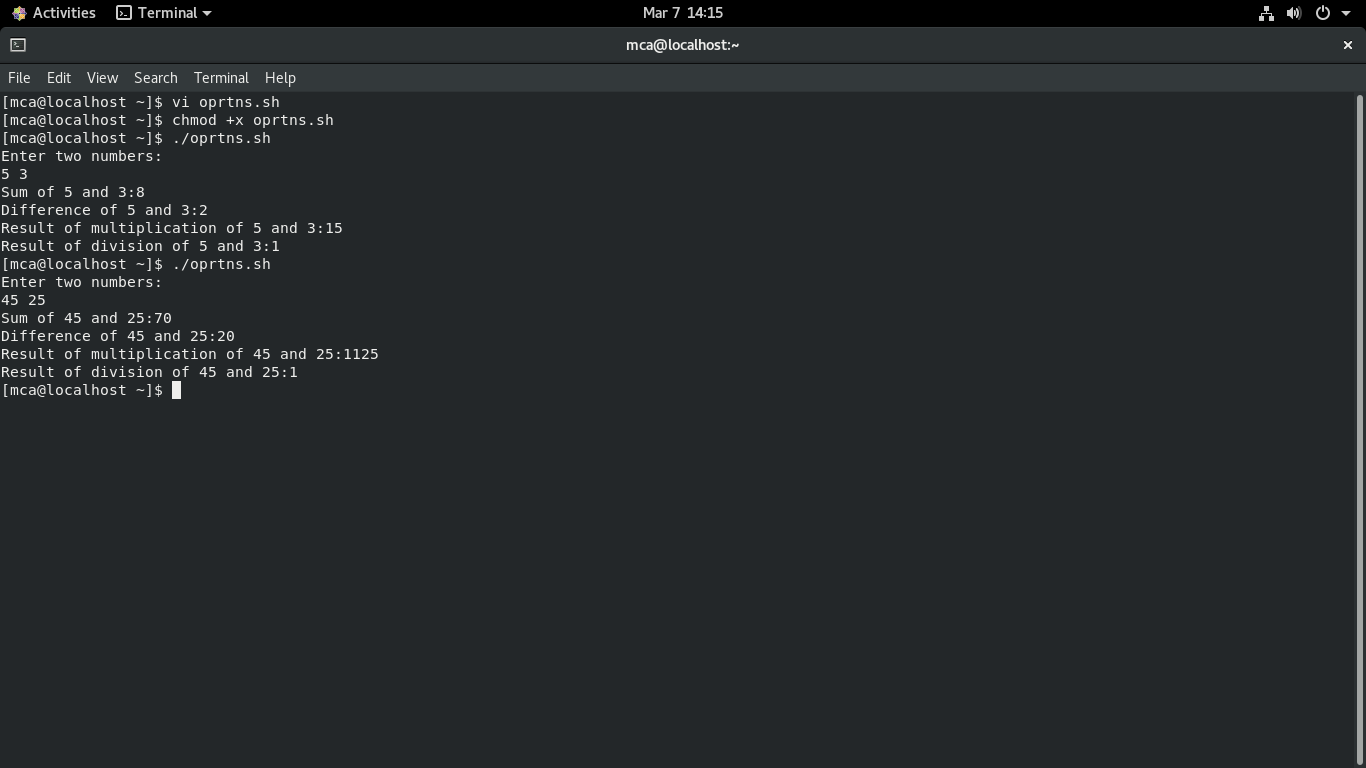 Activities Terminal Mar 7 14:15
mca@localhost:~
File Edit View Search Terminal Help
[mca@localhost ~]$ vi oprtns.sh
[mca@localhost ~]$ chmod +x oprtns.sh
[mca@localhost ~]$ ./oprtns.sh
Enter two numbers:
5 3
Sum of 5 and 3:8
Difference of 5 and 3:2
Result of multiplication of 5 and 3:15
Result of division of 5 and 3:1
[mca@localhost ~]$ ./oprtns.sh
Enter two numbers:
45 25
Sum of 45 and 25:70
Difference of 45 and 25:20
Result of multiplication of 45 and 25:1125
Result of division of 45 and 25:1
[mca@localhost ~]$